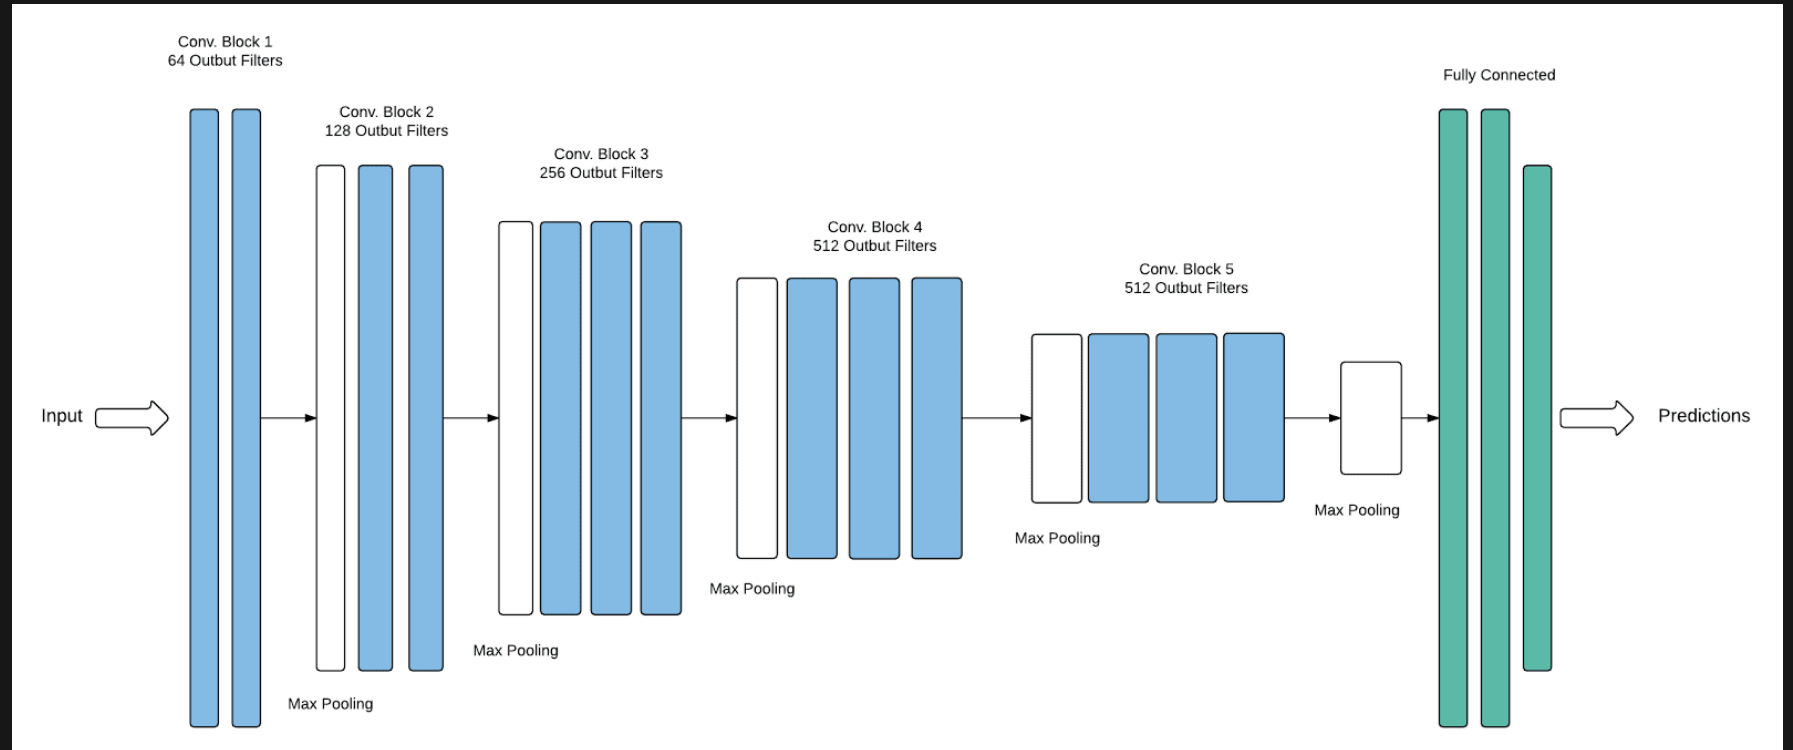 Conv. Block 1
64 Outbut Filters
Conv. Block 2
128 Outbut Filters
Conv. Block 3
256 Outbut Filters
Conv. Block 4
512 Outbut Filters
Conv. Block 5
512 Outbut Filters
Fully Connected
Input
Predictions
Max Pooling
Max Pooling
Max Pooling
Max Pooling
Max Pooling